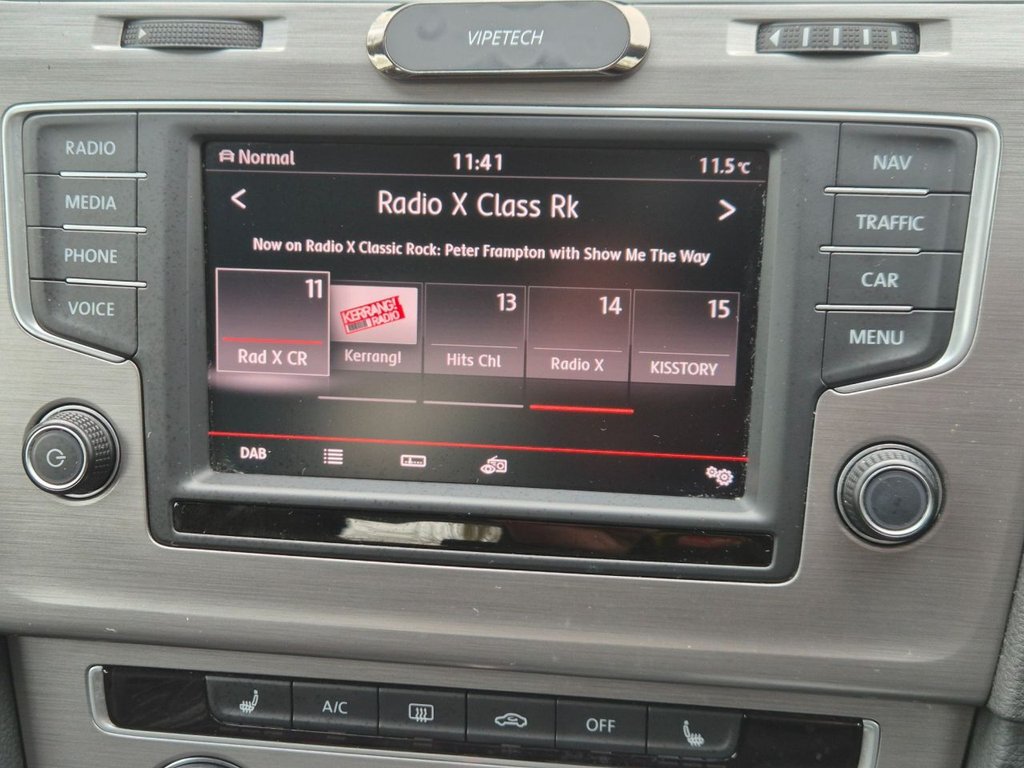 VIPETECH
RADIO
MEDIA
PHONE
VOICE
Normal 11:41 11.5°C
< Radio X Class Rk >
Now on Radio X Classic Rock: Peter Frampton with Show Me The Way
11 13 14 15
KERRANG! RADIO
Rad X CR Kerrang! Hits Chl Radio X KISSTORY
DAB
NAV
TRAFFIC
CAR
MENU
A/C OFF